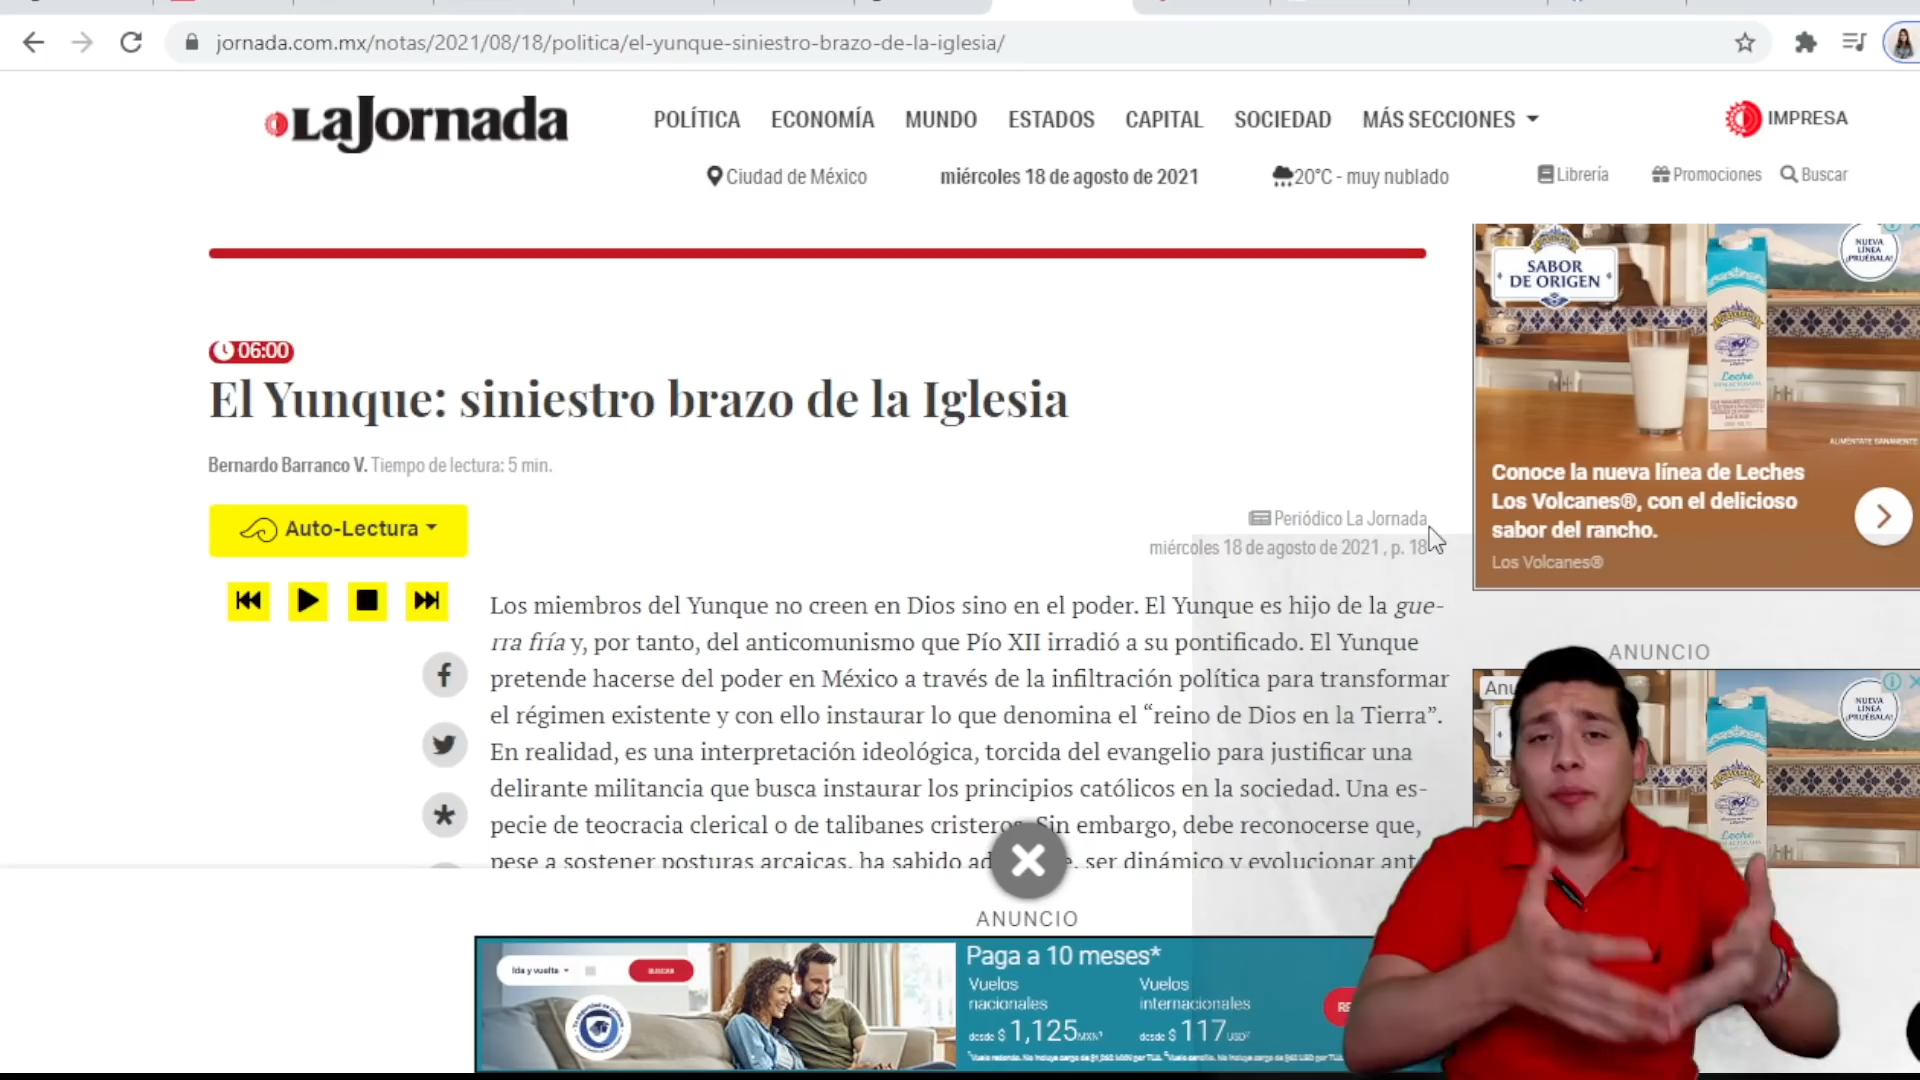 jornada.com.mx/notas/2021/08/18/politica/el-yunque-siniestro-brazo-de-la-iglesia/
LaJornada
POLÍTICA ECONOMÍA MUNDO ESTADOS CAPITAL SOCIEDAD MÁS SECCIONES
IMPRESA
Ciudad de México miércoles 18 de agosto de 2021 20°C - muy nublado
Librería Promociones Buscar
06:00
El Yunque: siniestro brazo de la Iglesia
Bernardo Barranco V. Tiempo de lectura: 5 min.
Auto-Lectura
Periódico La Jornada
miércoles 18 de agosto de 2021 , p. 18
Los miembros del Yunque no creen en Dios sino en el poder. El Yunque es hijo de la gue-
rra fría y, por tanto, del anticomunismo que Pío XII irradió a su pontificado. El Yunque
pretende hacerse del poder en México a través de la infiltración política para transformar
el régimen existente y con ello instaurar lo que denomina el “reino de Dios en la Tierra”.
En realidad, es una interpretación ideológica, torcida del evangelio para justificar una
delirante militancia que busca instaurar los principios católicos en la sociedad. Una es-
pecie de teocracia clerical o de talibanes cristeros. Sin embargo, debe reconocerse que,
pese a sostener posturas arcaicas, ha sabido ser dinámico y evolucionar
SABOR
DE ORIGEN
NUEVA
LÍNEA
¡PRUÉBALA!
Leche
ALIMÉNTATE SANAMENTE
Conoce la nueva línea de Leches
Los Volcanes®, con el delicioso
sabor del rancho.
Los Volcanes®
ANUNCIO
NUEVA
LÍNEA
¡PRUÉBALA!
Leche
ANUNCIO
Ida y vuelta
BUSCAR
Paga a 10 meses*
Vuelos
nacionales
desde $ 1,125 MXN
Vuelos
internacionales
desde $ 117 USD